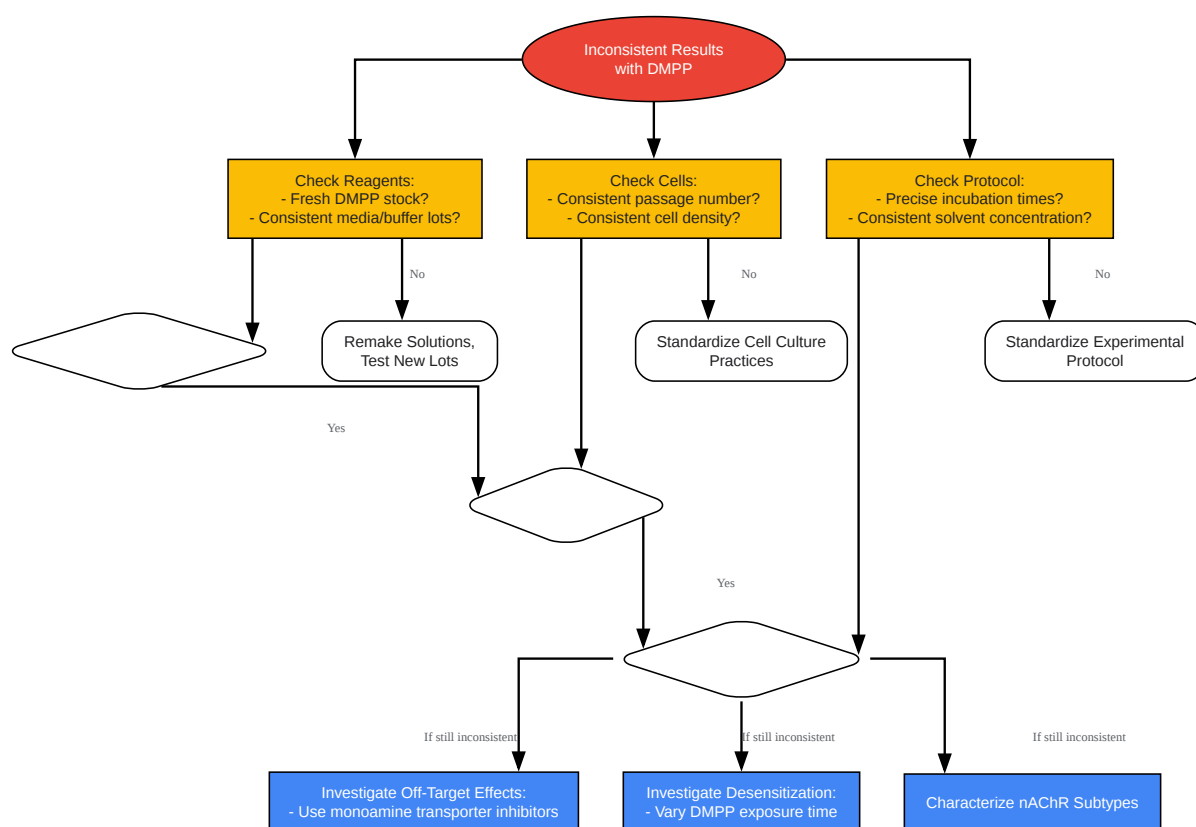 Inconsistent Results
with DMPP
Check Reagents:
- Fresh DMPP stock?
- Consistent media/buffer lots?
Check Cells:
- Consistent passage number?
- Consistent cell density?
Check Protocol:
- Precise incubation times?
- Consistent solvent concentration?
No
No
No
Remake Solutions,
Test New Lots
Standardize Cell Culture
Practices
Standardize Experimental
Protocol
Yes
Yes
If still inconsistent
If still inconsistent
If still inconsistent
Investigate Off-Target Effects:
- Use monoamine transporter inhibitors
Investigate Desensitization:
- Vary DMPP exposure time
Characterize nAChR Subtypes